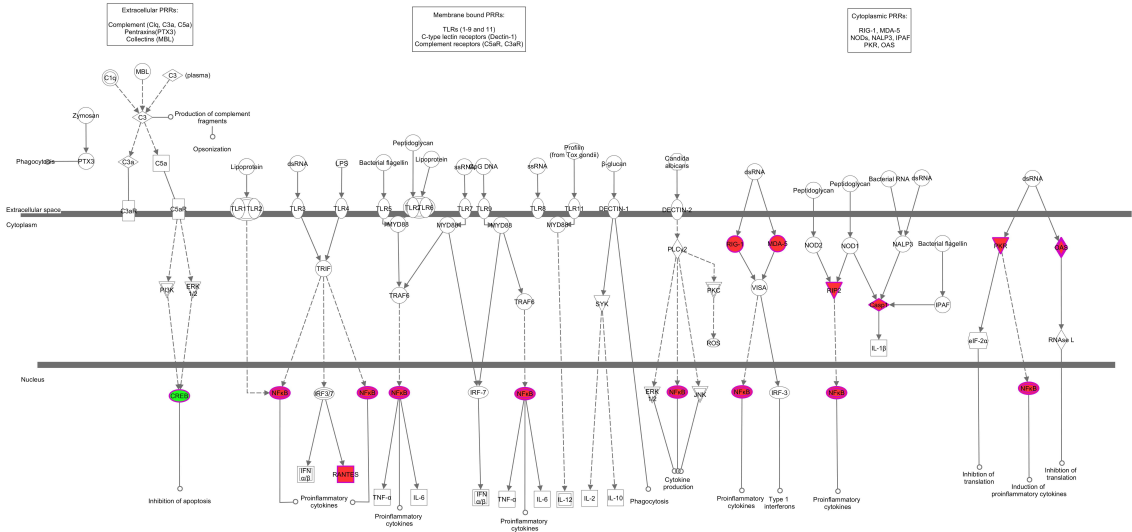 Extracellular PRRs:
Complement (Clq, C3a, C5a)
Pentraxins(PTX3)
Collectins (MBL)
Membrane bound PRRs:
TLRs (1-9 and 11)
C-type lectin receptors (Dectin-1)
Complement receptors (C5aR, C3aR)
Cytoplasmic PRRs:
RIG-1, MDA-5
NODs, NALP3, IPAF
PKR, OAS
C1q
MBL
C3
(plasma)
Zymosan
C3
Production of complement
fragments
Opsonization
Phagocytosis
PTX3
C3a
C5a
Lipoprotein
dsRNA
LPS
Bacterial flagellin
Peptidoglycan
Lipoprotein
ssRNA
CpG DNA
ssRNA
Profilin
(from Tox gondii)
β-glucan
Candida
albicans
dsRNA
Peptidoglycan
Peptidoglycan
Bacterial RNA
dsRNA
dsRNA
Extracellular space
Cytoplasm
C3aR
C5aR
TLR1
TLR2
TLR3
TLR4
TLR5
TLR2
TLR6
TLR7
TLR9
TLR8
TLR11
DECTIN-1
DECTIN-2
MYD88
MYD88
MYD88
MYD88
PLCγ2
RIG-1
MDA-5
NOD2
NOD1
NALP3
Bacterial flagellin
PKR
OAS
TRIF
PI3K
ERK
1/2
TRAF6
TRAF6
SYK
PKC
VISA
RIP2
Casp1
IPAF
ROS
IL-1β
eIF-2α
RNAse L
Nucleus
CREB
NFκB
IRF3/7
NFκB
NFκB
IRF-7
NFκB
ERK
1/2
NFκB
JNK
NFκB
IRF-3
NFκB
NFκB
IFN
α/β
RANTES
TNF-α
IL-6
IFN
α/β
TNF-α
IL-6
IL-12
IL-2
IL-10
Phagocytosis
Cytokine
production
Inhibition of apoptosis
Proinflammatory
cytokines
Proinflammatory
cytokines
Proinflammatory
cytokines
Proinflammatory
cytokines
Type 1
interferons
Proinflammatory
cytokines
Inhibtion of
translation
Induction of
proinflammatory cytokines
Inhibtion of
translation